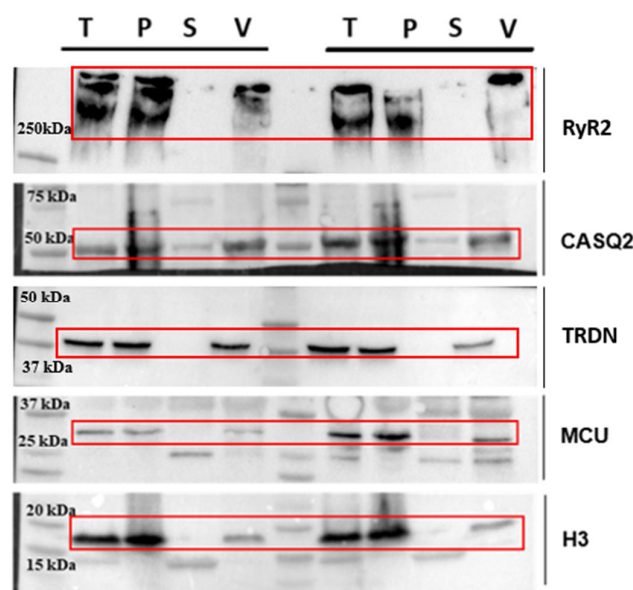 T P S V T P S V
250kDa
RyR2
75 kDa
50 kDa
CASQ2
50 kDa
TRDN
37 kDa
37 kDa
25 kDa
MCU
20 kDa
H3
15 kDa